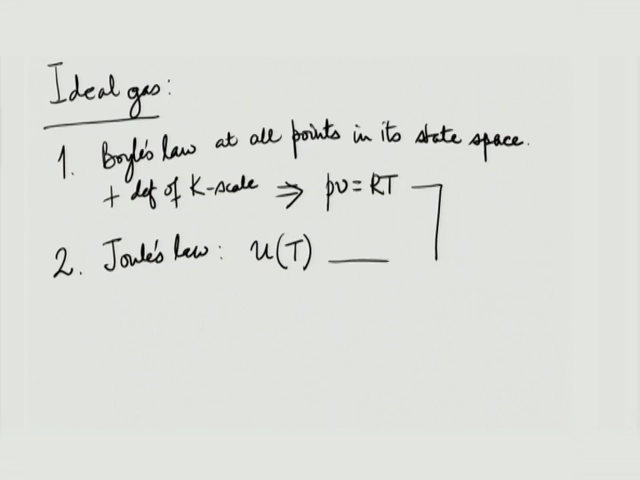 Ideal gas:
1. Boyle's law at all points in its state space.
+ def of K-scale ⇒ pv = RT
2. Joule's law: u(T)